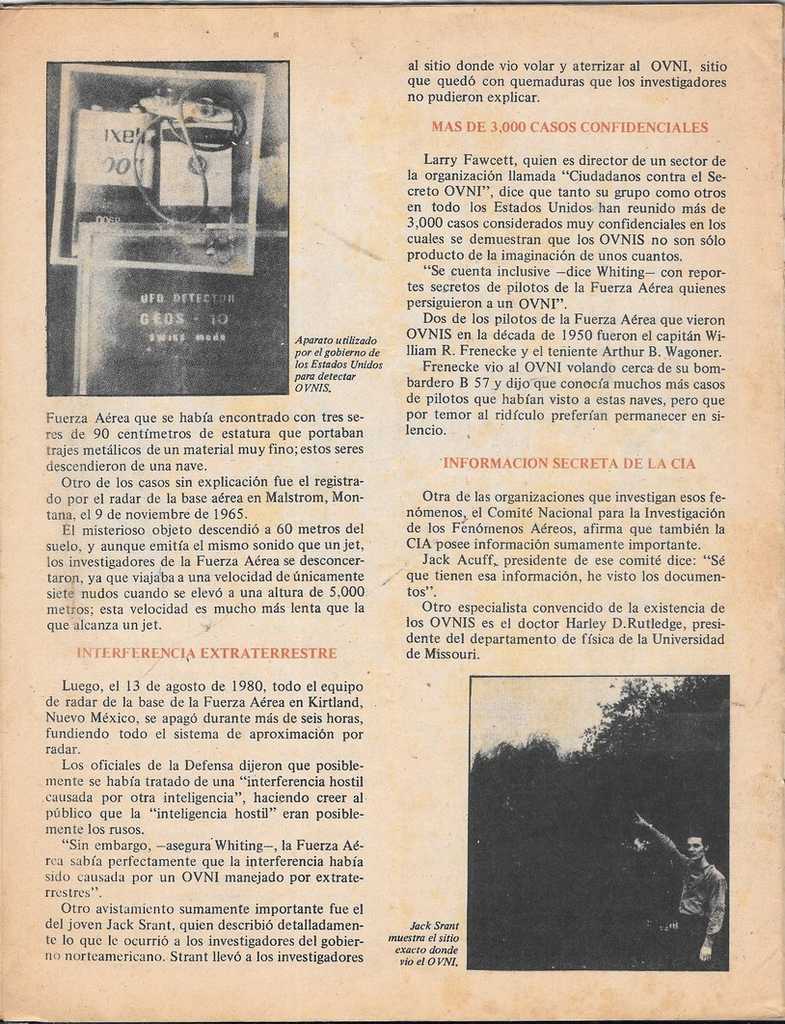 IXEL
007
UFO DETECTOR
GEOS - 10
SWISS MADE
Aparato utilizado
por el gobierno de
los Estados Unidos
para detectar
OVNIS.
Fuerza Aérea que se había encontrado con tres se-
res de 90 centímetros de estatura que portaban
trajes metálicos de un material muy fino; estos seres
descendieron de una nave.
Otro de los casos sin explicación fue el registra-
do por el radar de la base aérea en Malstrom, Mon-
tana, el 9 de noviembre de 1965.
El misterioso objeto descendió a 60 metros del
suelo, y aunque emitía el mismo sonido que un jet,
los investigadores de la Fuerza Aérea se desconcer-
taron, ya que viajaba a una velocidad de únicamente
siete nudos cuando se elevó a una altura de 5,000
metros; esta velocidad es mucho más lenta que la
que alcanza un jet.
INTERFERENCIA EXTRATERRESTRE
Luego, el 13 de agosto de 1980, todo el equipo
de radar de la base de la Fuerza Aérea en Kirtland,
Nuevo México, se apagó durante más de seis horas,
fundiendo todo el sistema de aproximación por
radar.
Los oficiales de la Defensa dijeron que posible-
mente se había tratado de una “interferencia hostil
causada por otra inteligencia”, haciendo creer al
público que la “inteligencia hostil” eran posible-
mente los rusos.
“Sin embargo, —asegura Whiting—, la Fuerza Aé-
rea sabía perfectamente que la interferencia había
sido causada por un OVNI manejado por extrate-
rrestres”.
Otro avistamiento sumamente importante fue el
del joven Jack Srant, quien describió detalladamen-
te lo que le ocurrió a los investigadores del gobier-
no norteamericano. Strant llevó a los investigadores
al sitio donde vio volar y aterrizar al OVNI, sitio
que quedó con quemaduras que los investigadores
no pudieron explicar.
MAS DE 3,000 CASOS CONFIDENCIALES
Larry Fawcett, quien es director de un sector de
la organización llamada “Ciudadanos contra el Se-
creto OVNI”, dice que tanto su grupo como otros
en todo los Estados Unidos han reunido más de
3,000 casos considerados muy confidenciales en los
cuales se demuestran que los OVNIS no son sólo
producto de la imaginación de unos cuantos.
“Se cuenta inclusive —dice Whiting— con repor-
tes secretos de pilotos de la Fuerza Aérea quienes
persiguieron a un OVNI”.
Dos de los pilotos de la Fuerza Aérea que vieron
OVNIS en la década de 1950 fueron el capitán Wi-
lliam R. Frenecke y el teniente Arthur B. Wagoner.
Frenecke vio al OVNI volando cerca de su bom-
bardero B 57 y dijo que conocía muchos más casos
de pilotos que habían visto a estas naves, pero que
por temor al ridículo preferían permanecer en si-
lencio.
INFORMACION SECRETA DE LA CIA
Otra de las organizaciones que investigan esos fe-
nómenos, el Comité Nacional para la Investigación
de los Fenómenos Aéreos, afirma que también la
CIA posee información sumamente importante.
Jack Acuff, presidente de ese comité dice: “Sé
que tienen esa información, he visto los documen-
tos”.
Otro especialista convencido de la existencia de
los OVNIS es el doctor Harley D.Rutledge, presi-
dente del departamento de física de la Universidad
de Missouri.
Jack Srant
muestra el sitio
exacto donde
vio el OVNI.